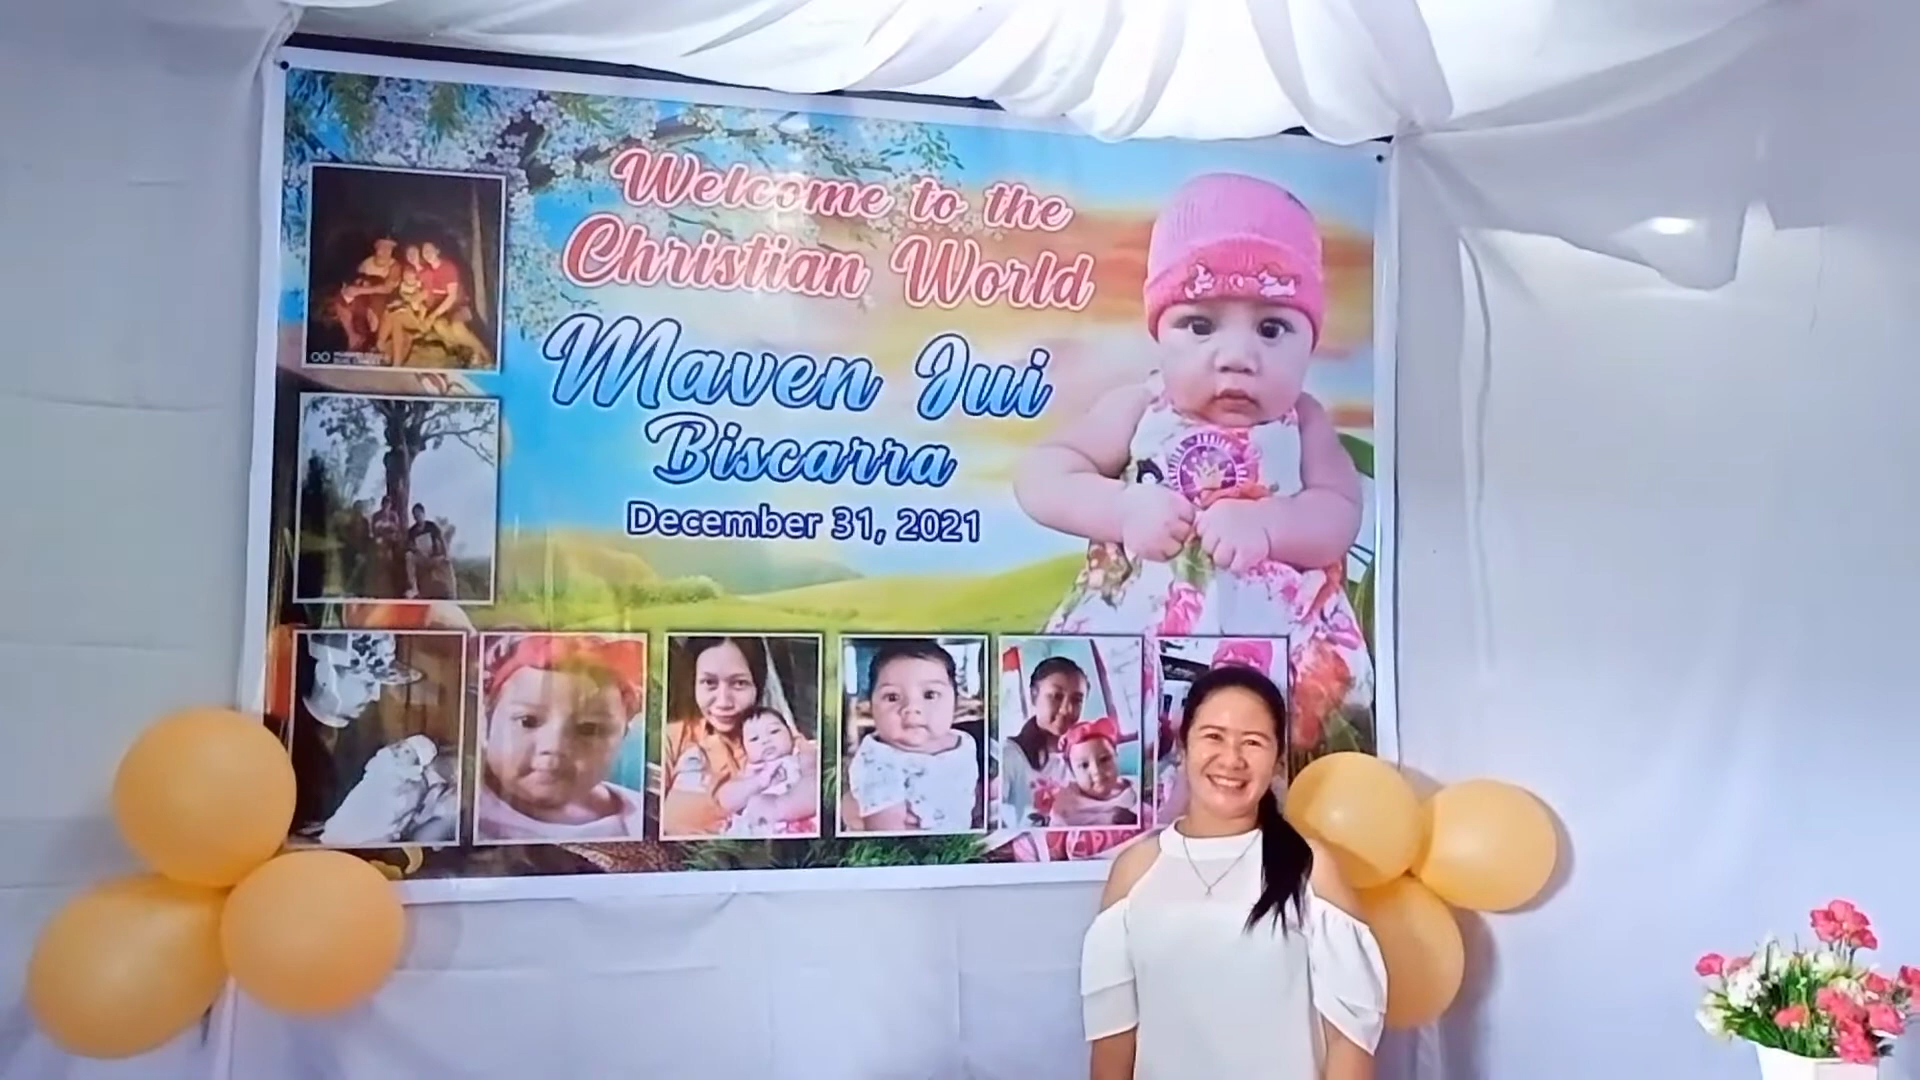 Welcome to the
Christian World
Maven Jui
Biscarra
December 31, 2021